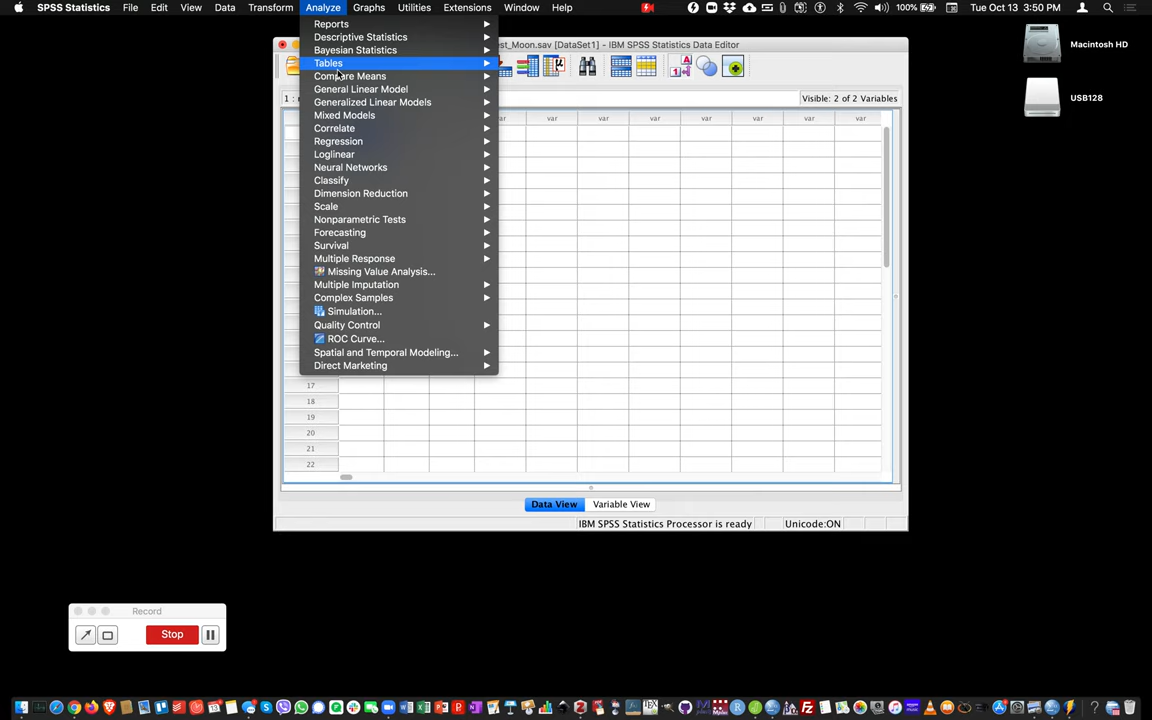 SPSS Statistics File Edit View Data Transform Analyze Graphs Utilities Extensions Window Help 100% Tue Oct 13 3:50 PM
Reports
Descriptive Statistics
Bayesian Statistics
Tables
Compare Means
General Linear Model
Generalized Linear Models
Mixed Models
Correlate
Regression
Loglinear
Neural Networks
Classify
Dimension Reduction
Scale
Nonparametric Tests
Forecasting
Survival
Multiple Response
Missing Value Analysis...
Multiple Imputation
Complex Samples
Simulation...
Quality Control
ROC Curve...
Spatial and Temporal Modeling...
Direct Marketing
est_Moon.sav [DataSet1] - IBM SPSS Statistics Data Editor
1 :
Visible: 2 of 2 Variables
var var var var var var var
17
18
19
20
21
22
Data View Variable View
IBM SPSS Statistics Processor is ready Unicode:ON
Macintosh HD
USB128
Record
Stop